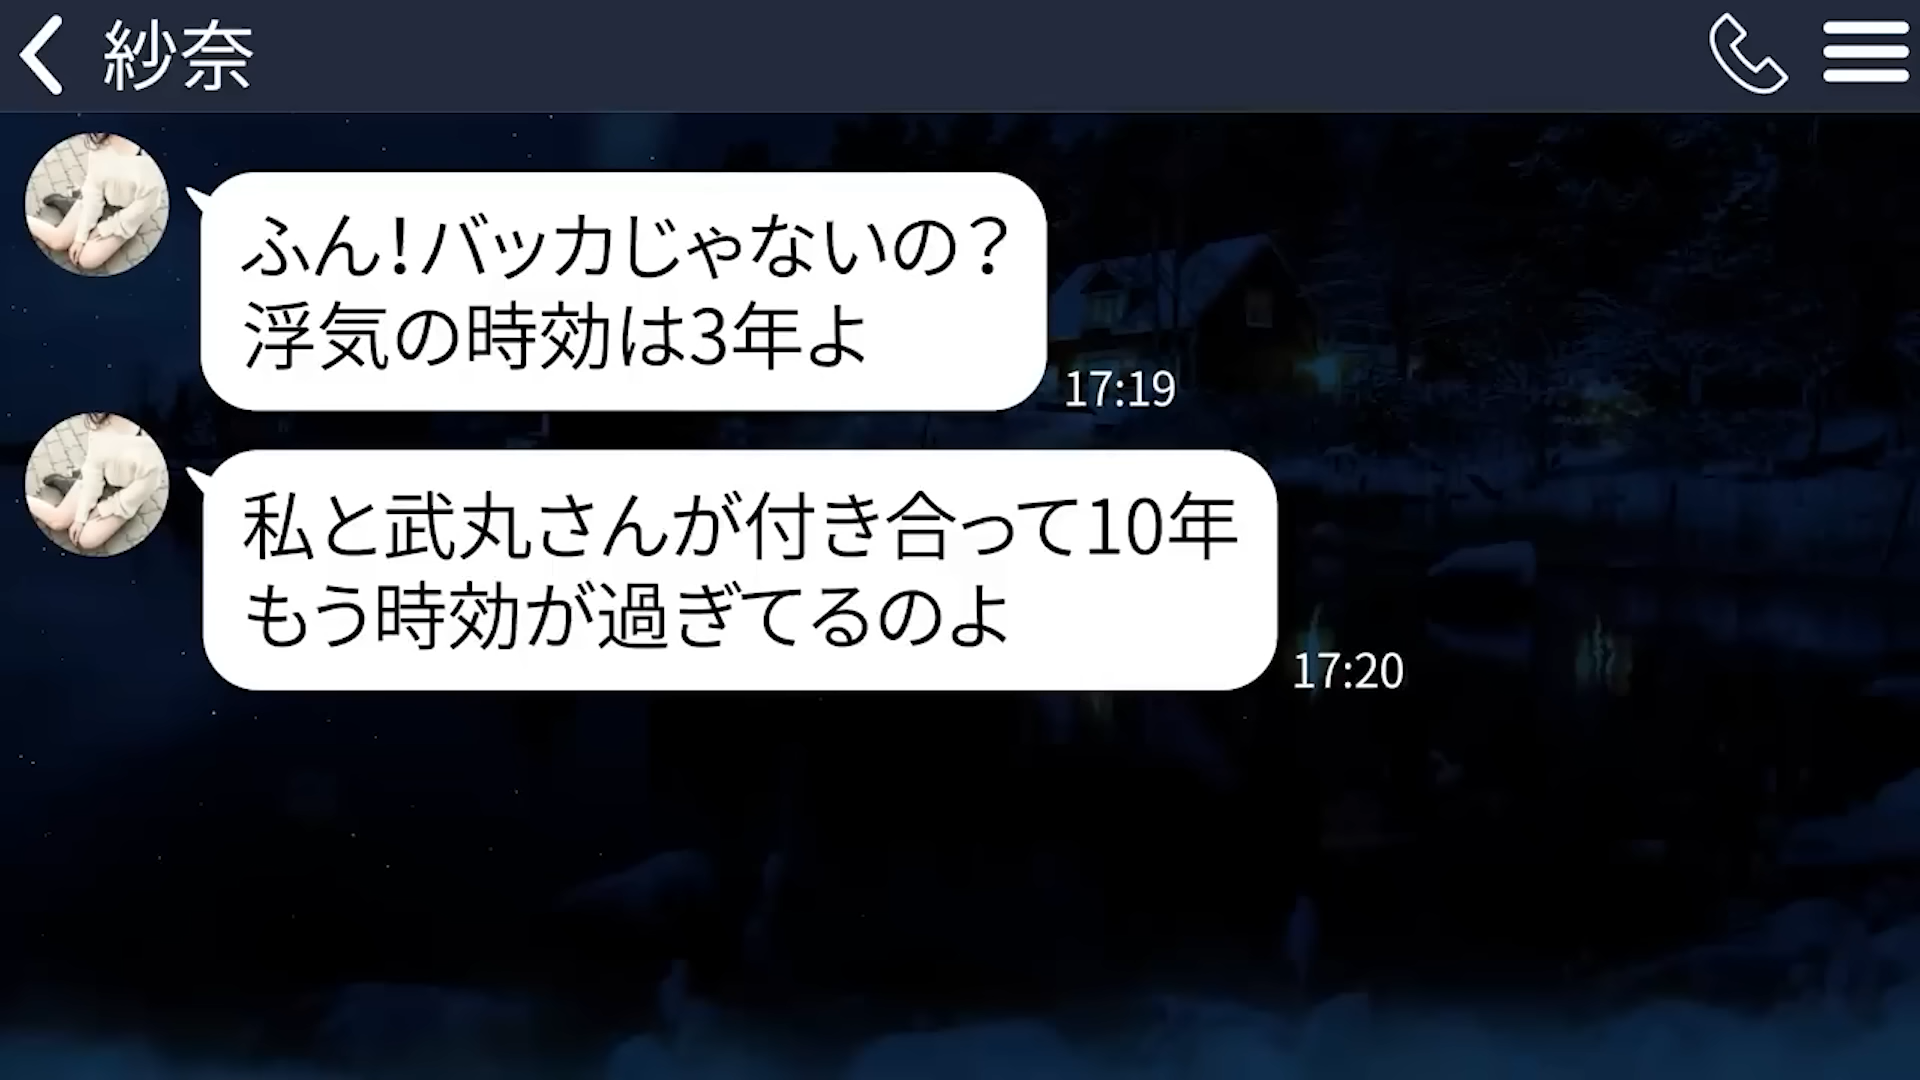 紗奈
ふん！バッカじゃないの？
浮気の時効は3年よ
17:19
私と武丸さんが付き合って10年
もう時効が過ぎてるのよ
17:20